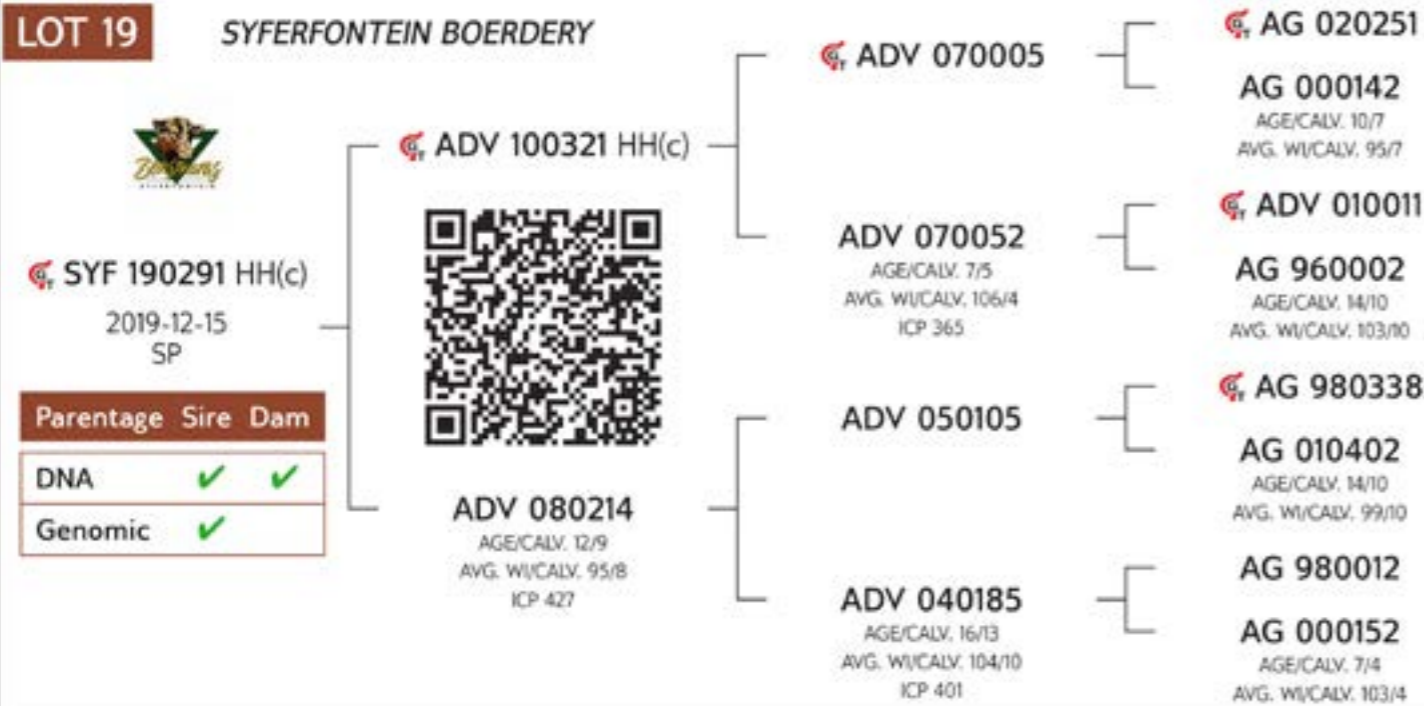 LOT 19
SYFERFONTEIN BOERDERY
SYF 190291 HH(c)
2019-12-15
SP
Parentage Sire Dam
DNA ✔ ✔
Genomic ✔
ADV 100321 HH(c)
ADV 080214
AGE/CALV. 12/9
AVG. WI/CALV. 95/8
ICP 427
ADV 070005
ADV 070052
AGE/CALV. 7/5
AVG. WI/CALV. 106/4
ICP 365
ADV 050105
ADV 040185
AGE/CALV. 16/13
AVG. WI/CALV. 104/10
ICP 401
AG 020251
AG 000142
AGE/CALV. 10/7
AVG. WI/CALV. 95/7
ADV 010011
AG 960002
AGE/CALV. 14/10
AVG. WI/CALV. 103/10
AG 980338
AG 010402
AGE/CALV. 14/10
AVG. WI/CALV. 99/10
AG 980012
AG 000152
AGE/CALV. 7/4
AVG. WI/CALV. 103/4